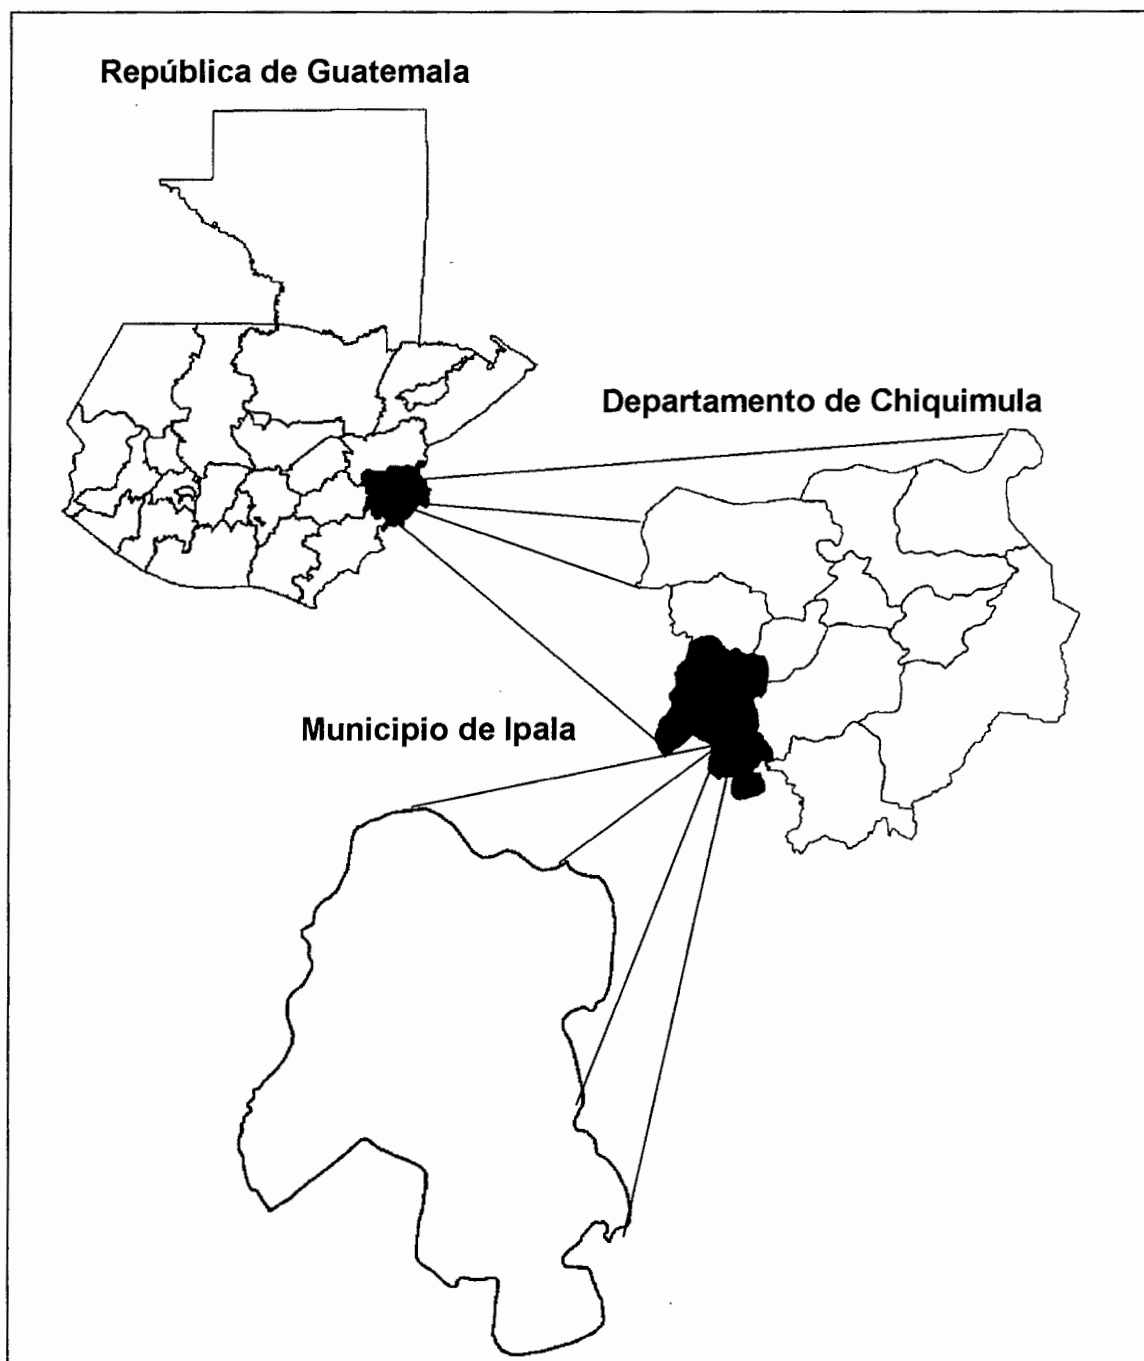 República de Guatemala
Departamento de Chiquimula
Municipio de Ipala